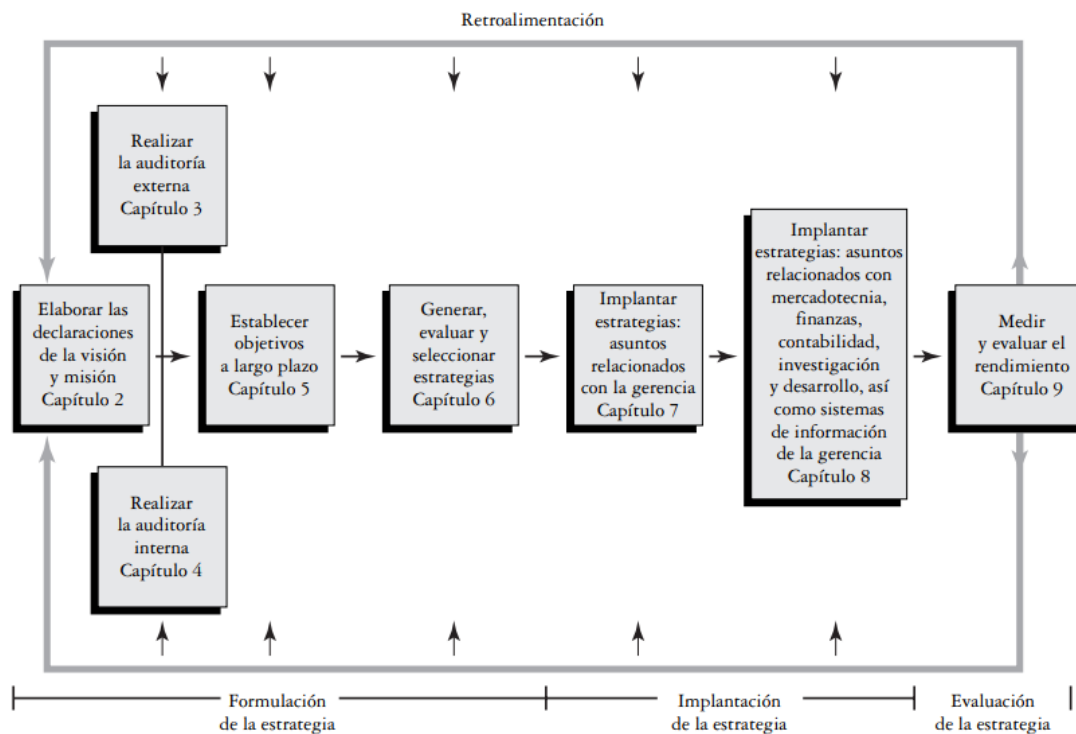 Retroalimentación
Realizar
la auditoría
externa
Capítulo 3
Elaborar las
declaraciones
de la visión
y misión
Capítulo 2
Realizar
la auditoría
interna
Capítulo 4
Establecer
objetivos
a largo plazo
Capítulo 5
Generar,
evaluar y
seleccionar
estrategias
Capítulo 6
Implantar
estrategias:
asuntos
relacionados
con la gerencia
Capítulo 7
Implantar
estrategias: asuntos
relacionados con
mercadotecnia,
finanzas,
contabilidad,
investigación
y desarrollo, así
como sistemas
de información
de la gerencia
Capítulo 8
Medir
y evaluar el
rendimiento
Capítulo 9
Formulación
de la estrategia
Implantación
de la estrategia
Evaluación
de la estrategia